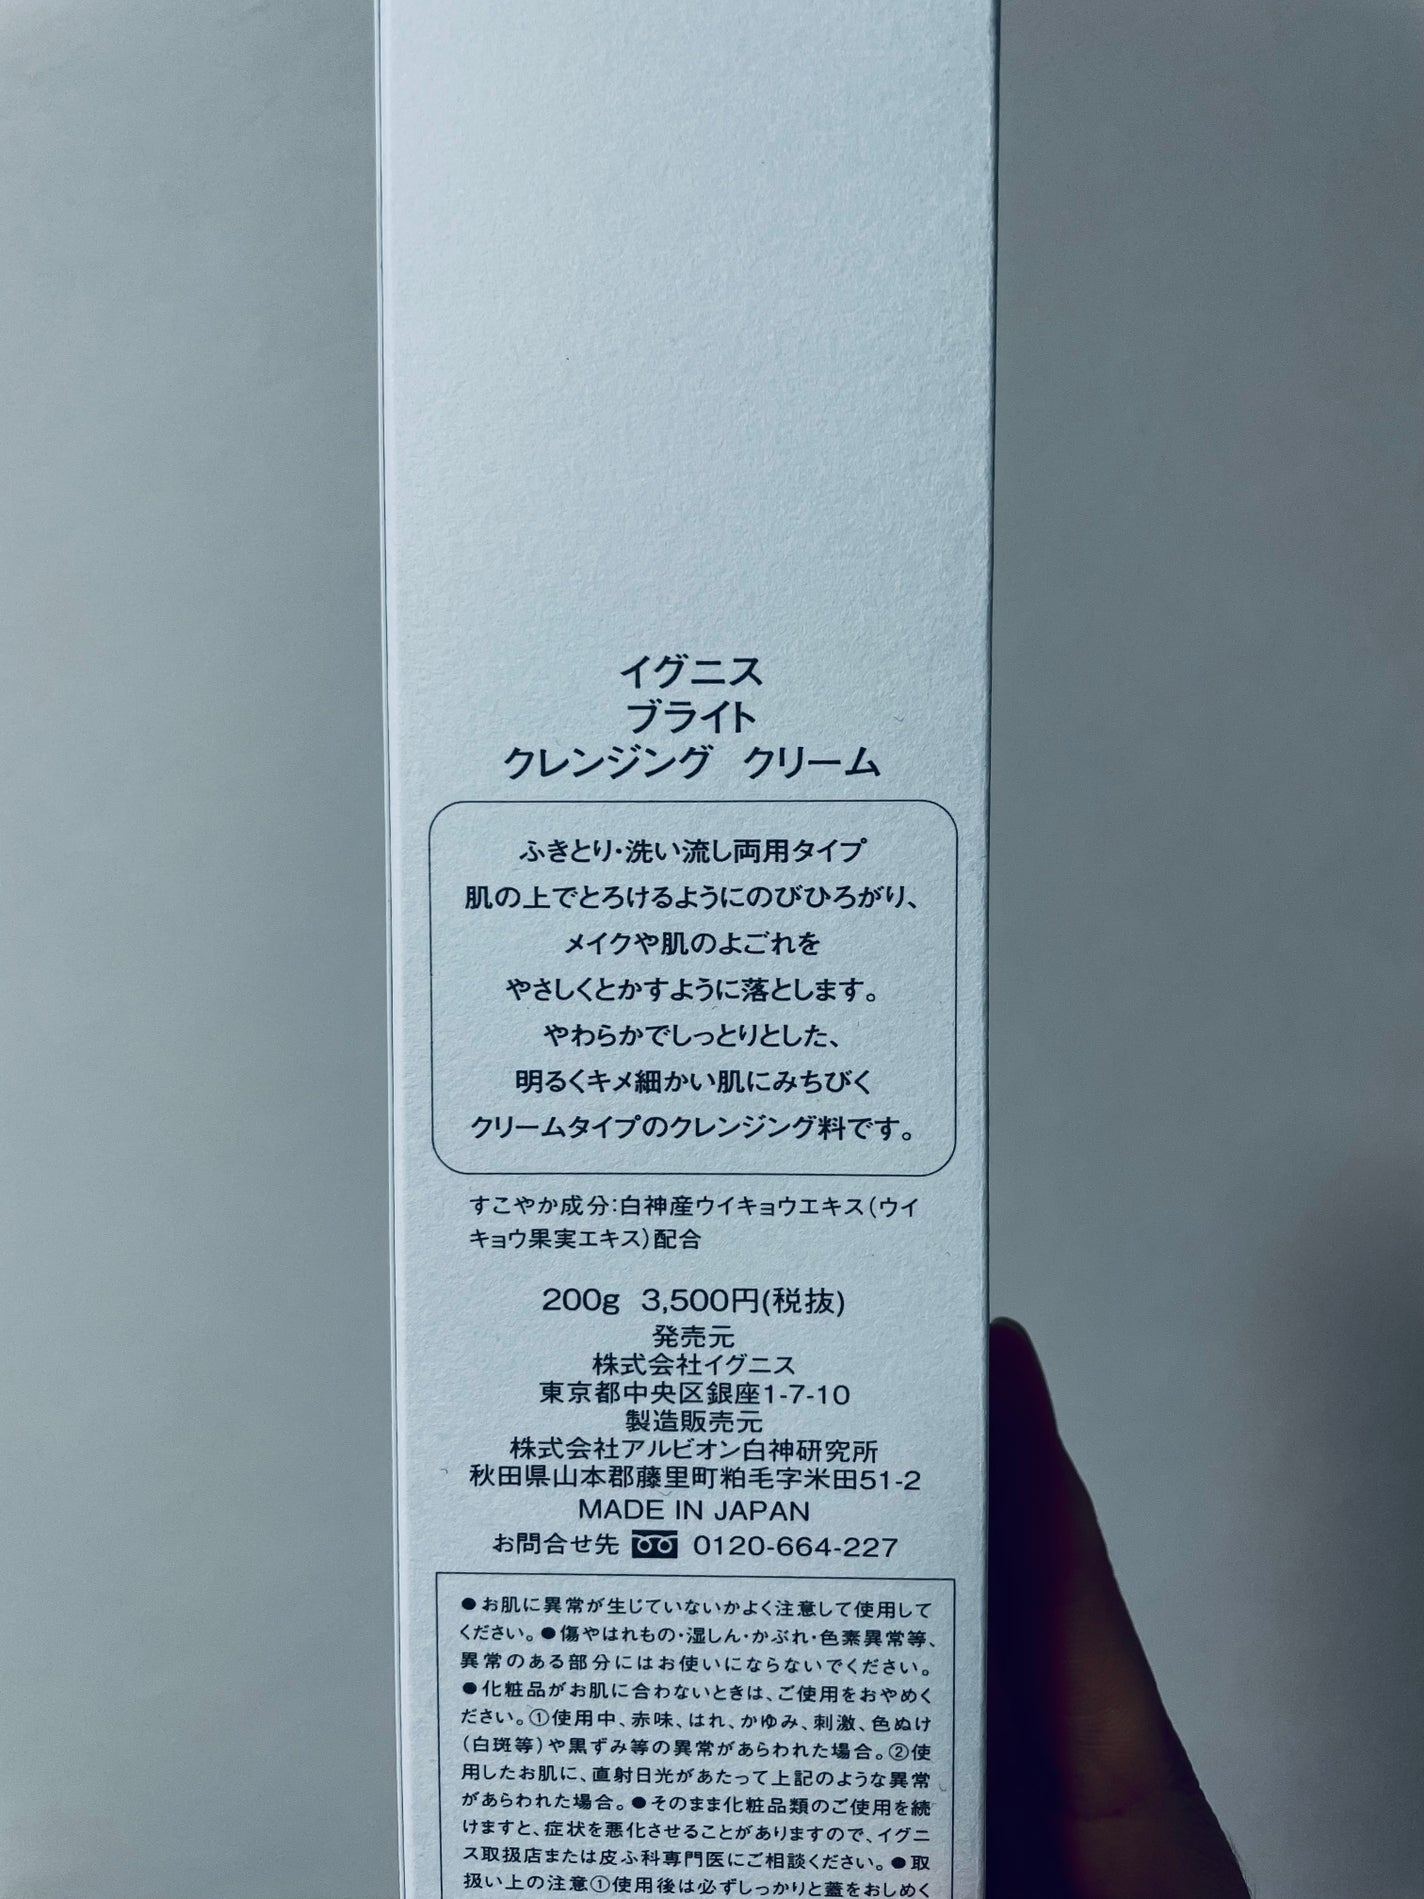 イグニス
ブライト
クレンジング クリーム
ふきとり・洗い流し両用タイプ
肌の上でとろけるようにのびひろがり、
メイクや肌のよごれを
やさしくとかすように落とします。
やわらかでしっとりとした、
明るくキメ細かい肌にみちびく
クリームタイプのクレンジング料です。
すこやか成分:白神産ウイキョウエキス(ウイ
キョウ果実エキス)配合
200g 3,500円(税抜)
発売元
株式会社イグニス
東京都中央区銀座1-7-10
製造販売元
株式会社アルビオン白神研究所
秋田県山本郡藤里町粕毛字米田51-2
MADE IN JAPAN
お問合せ先 0120-664-227
●お肌に異常が生じていないかよく注意して使用して
ください。●傷やはれもの・湿しん・かぶれ・色素異常等、
異常のある部分にはお使いにならないでください。
●化粧品がお肌に合わないときは、ご使用をおやめく
ださい。①使用中、赤味、はれ、かゆみ、刺激、色ぬけ
(白斑等)や黒ずみ等の異常があらわれた場合。②使
用したお肌に、直射日光があたって上記のような異常
があらわれた場合。●そのまま化粧品類のご使用を続
けますと、症状を悪化させることがありますので、イグニ
ス取扱店または皮ふ科専門医にご相談ください。●取
扱い上の注意①使用後は必ずしっかりと蓋をおしめく